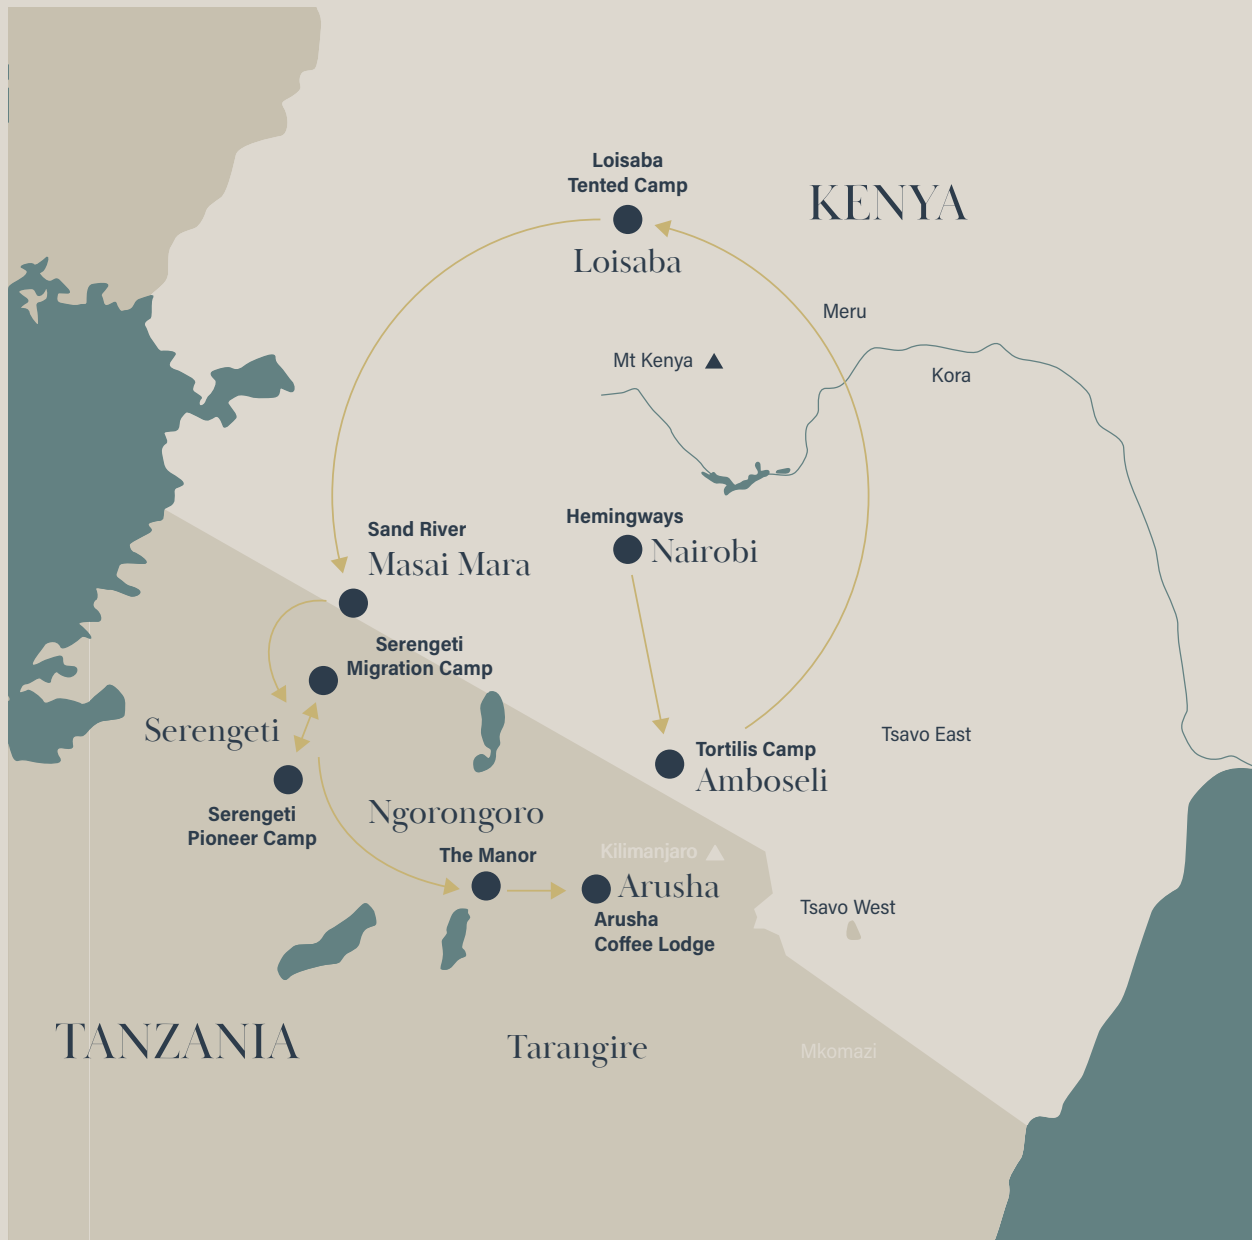 Loisaba
Tented Camp
KENYA
Loisaba
Meru
Mt Kenya
Kora
Hemingways
Nairobi
Sand River
Masai Mara
Serengeti
Migration Camp
Serengeti
Tortilis Camp
Amboseli
Tsavo East
Serengeti
Pioneer Camp
Ngorongoro
The Manor
Kilimanjaro
Arusha
Arusha
Coffee Lodge
Tsavo West
TANZANIA
Tarangire
Mkomazi